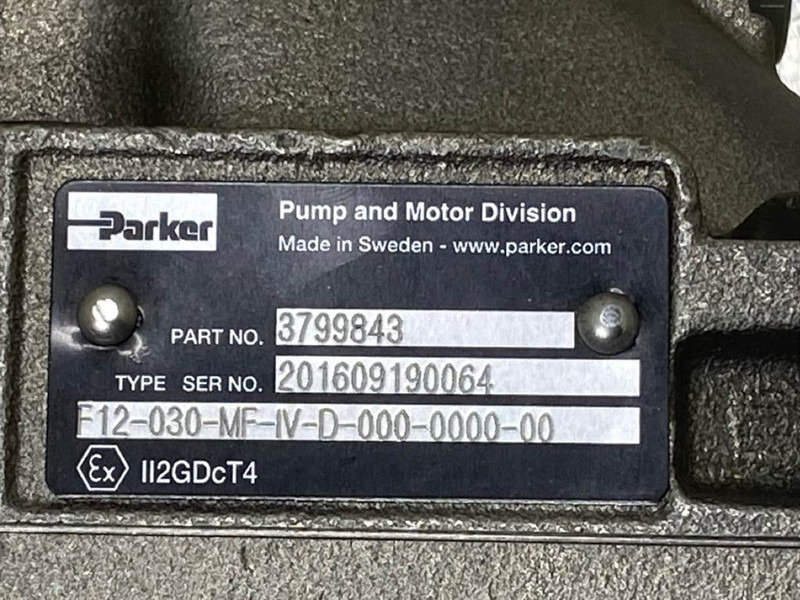 Parker
Pump and Motor Division
Made in Sweden - www.parker.com
PART NO. 3799843
TYPE SER NO. 201609190064
F12-030-MF-IV-D-000-0000-00
Ex II2GDcT4